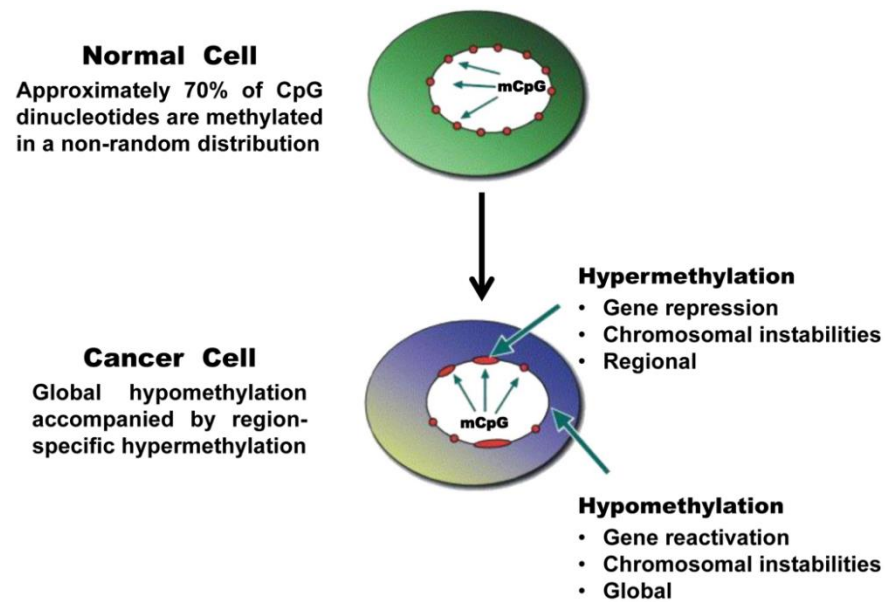 Normal Cell
Approximately 70% of CpG
dinucleotides are methylated
in a non-random distribution
mCpG
Hypermethylation
• Gene repression
• Chromosomal instabilities
• Regional
Cancer Cell
Global hypomethylation
accompanied by region-
specific hypermethylation
mCpG
Hypomethylation
• Gene reactivation
• Chromosomal instabilities
• Global